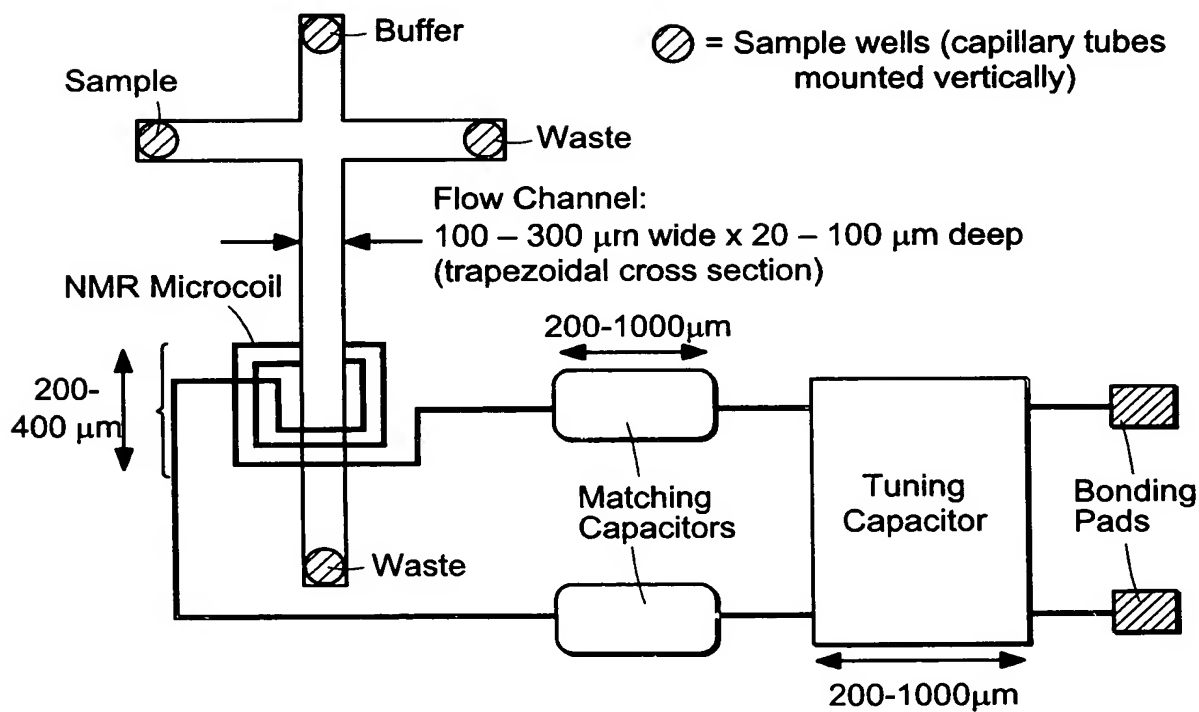 Buffer
= Sample wells (capillary tubes
mounted vertically)
Sample
Waste
Flow Channel:
100 – 300 μm wide x 20 – 100 μm deep
(trapezoidal cross section)
NMR Microcoil
200-1000μm
200-
400 μm
Matching
Capacitors
Tuning
Capacitor
Bonding
Pads
Waste
200-1000μm